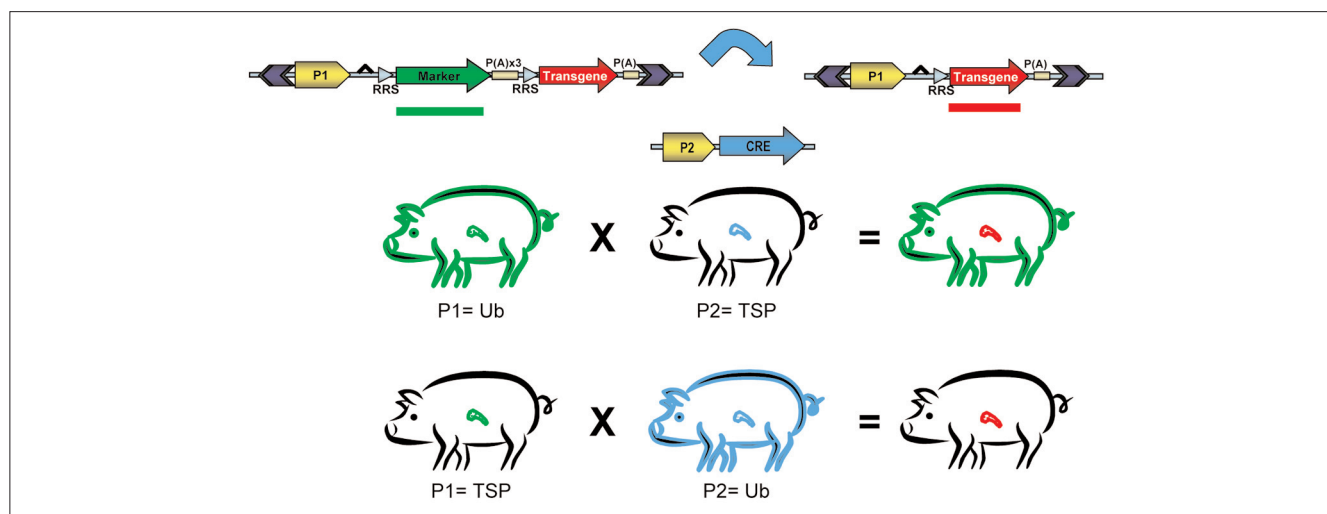 P1 Marker P(A)x3 Transgene P(A)
RRS RRS
P1 Transgene P(A)
RRS
P2 CRE
X =
P1= Ub P2= TSP
X =
P1= TSP P2= Ub